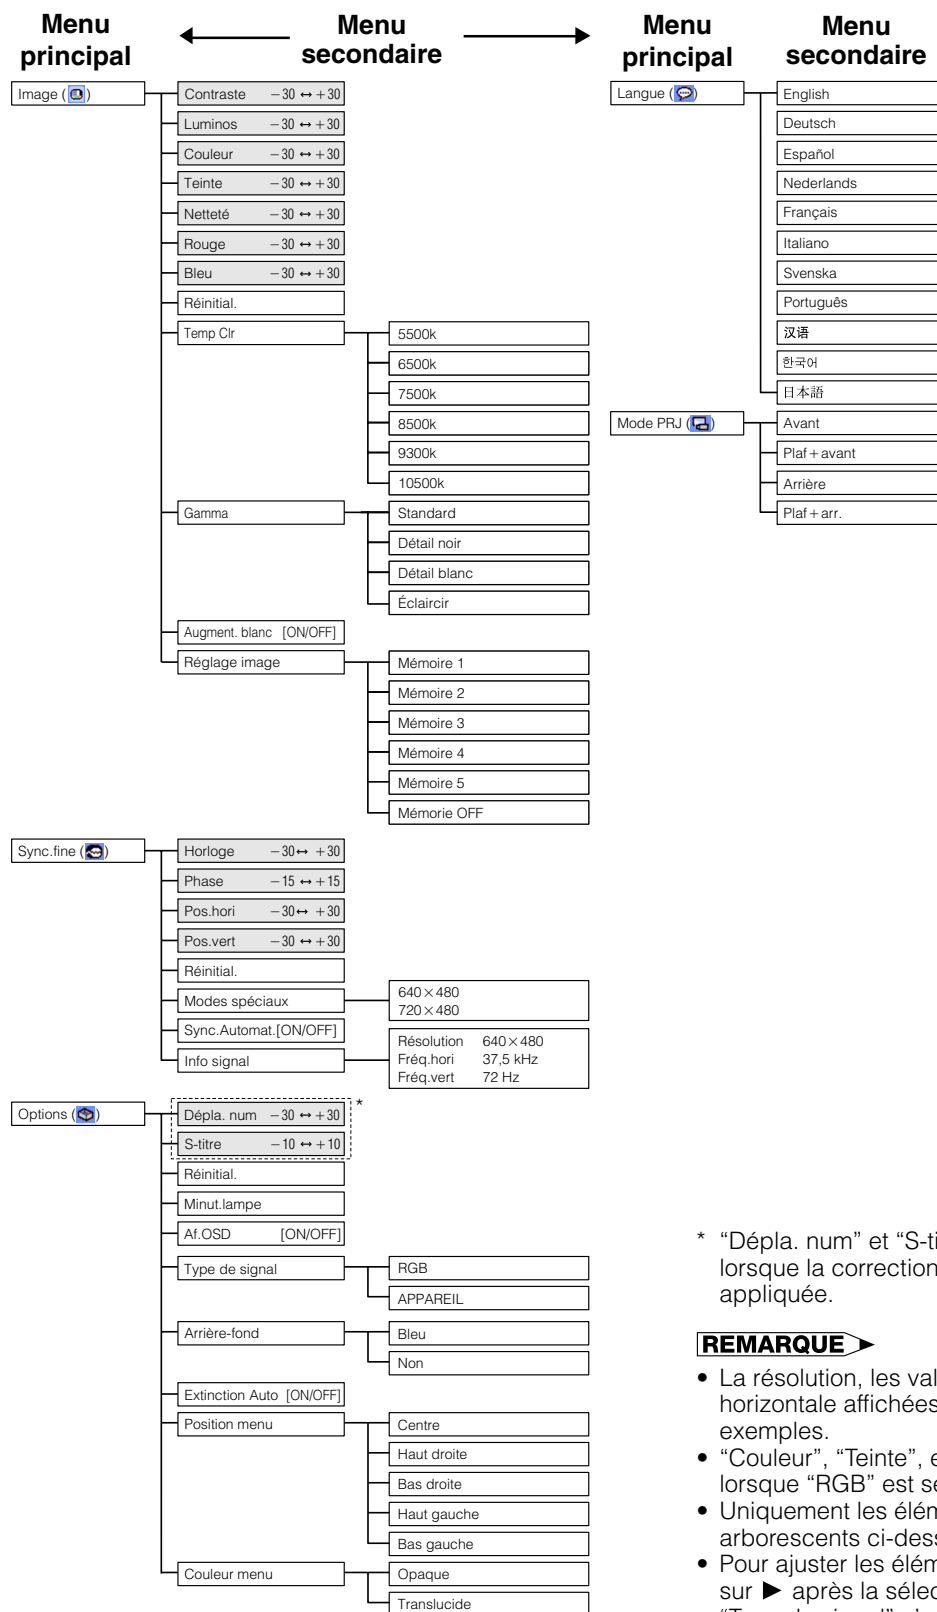 Menu principal
Menu secondaire
Image ( )
Contraste −30 ↔ +30
Luminos −30 ↔ +30
Couleur −30 ↔ +30
Teinte −30 ↔ +30
Netteté −30 ↔ +30
Rouge −30 ↔ +30
Bleu −30 ↔ +30
Réinitial.
Temp Clr
5500k
6500k
7500k
8500k
9300k
10500k
Gamma
Standard
Détail noir
Détail blanc
Éclaircir
Augment. blanc [ON/OFF]
Réglage image
Mémoire 1
Mémoire 2
Mémoire 3
Mémoire 4
Mémoire 5
Mémorie OFF
Sync.fine ( )
Horloge −30↔ +30
Phase −15 ↔ +15
Pos.hori −30↔ +30
Pos.vert −30 ↔ +30
Réinitial.
Modes spéciaux
640×480
720×480
Sync.Automat.[ON/OFF]
Info signal
Résolution 640×480
Fréq.hori 37,5 kHz
Fréq.vert 72 Hz
Options ( )
Dépla. num −30 ↔ +30 *
S-titre −10 ↔ +10
Réinitial.
Minut.lampe
Af.OSD [ON/OFF]
Type de signal
RGB
APPAREIL
Arrière-fond
Bleu
Non
Extinction Auto [ON/OFF]
Position menu
Centre
Haut droite
Bas droite
Haut gauche
Bas gauche
Couleur menu
Opaque
Translucide
Menu principal
Menu secondaire
Langue ( )
English
Deutsch
Español
Nederlands
Français
Italiano
Svenska
Português
汉语
한국어
日本語
Mode PRJ ( )
Avant
Plaf+avant
Arrière
Plaf+arr.
* “Dépla. num” et “S-ti
lorsque la correction
appliquée.
REMARQUE
• La résolution, les val
horizontale affichées
exemples.
• “Couleur”, “Teinte”, e
lorsque “RGB” est sé
• Uniquement les élém
arborescents ci-dess
• Pour ajuster les élém
sur ► après la sélec